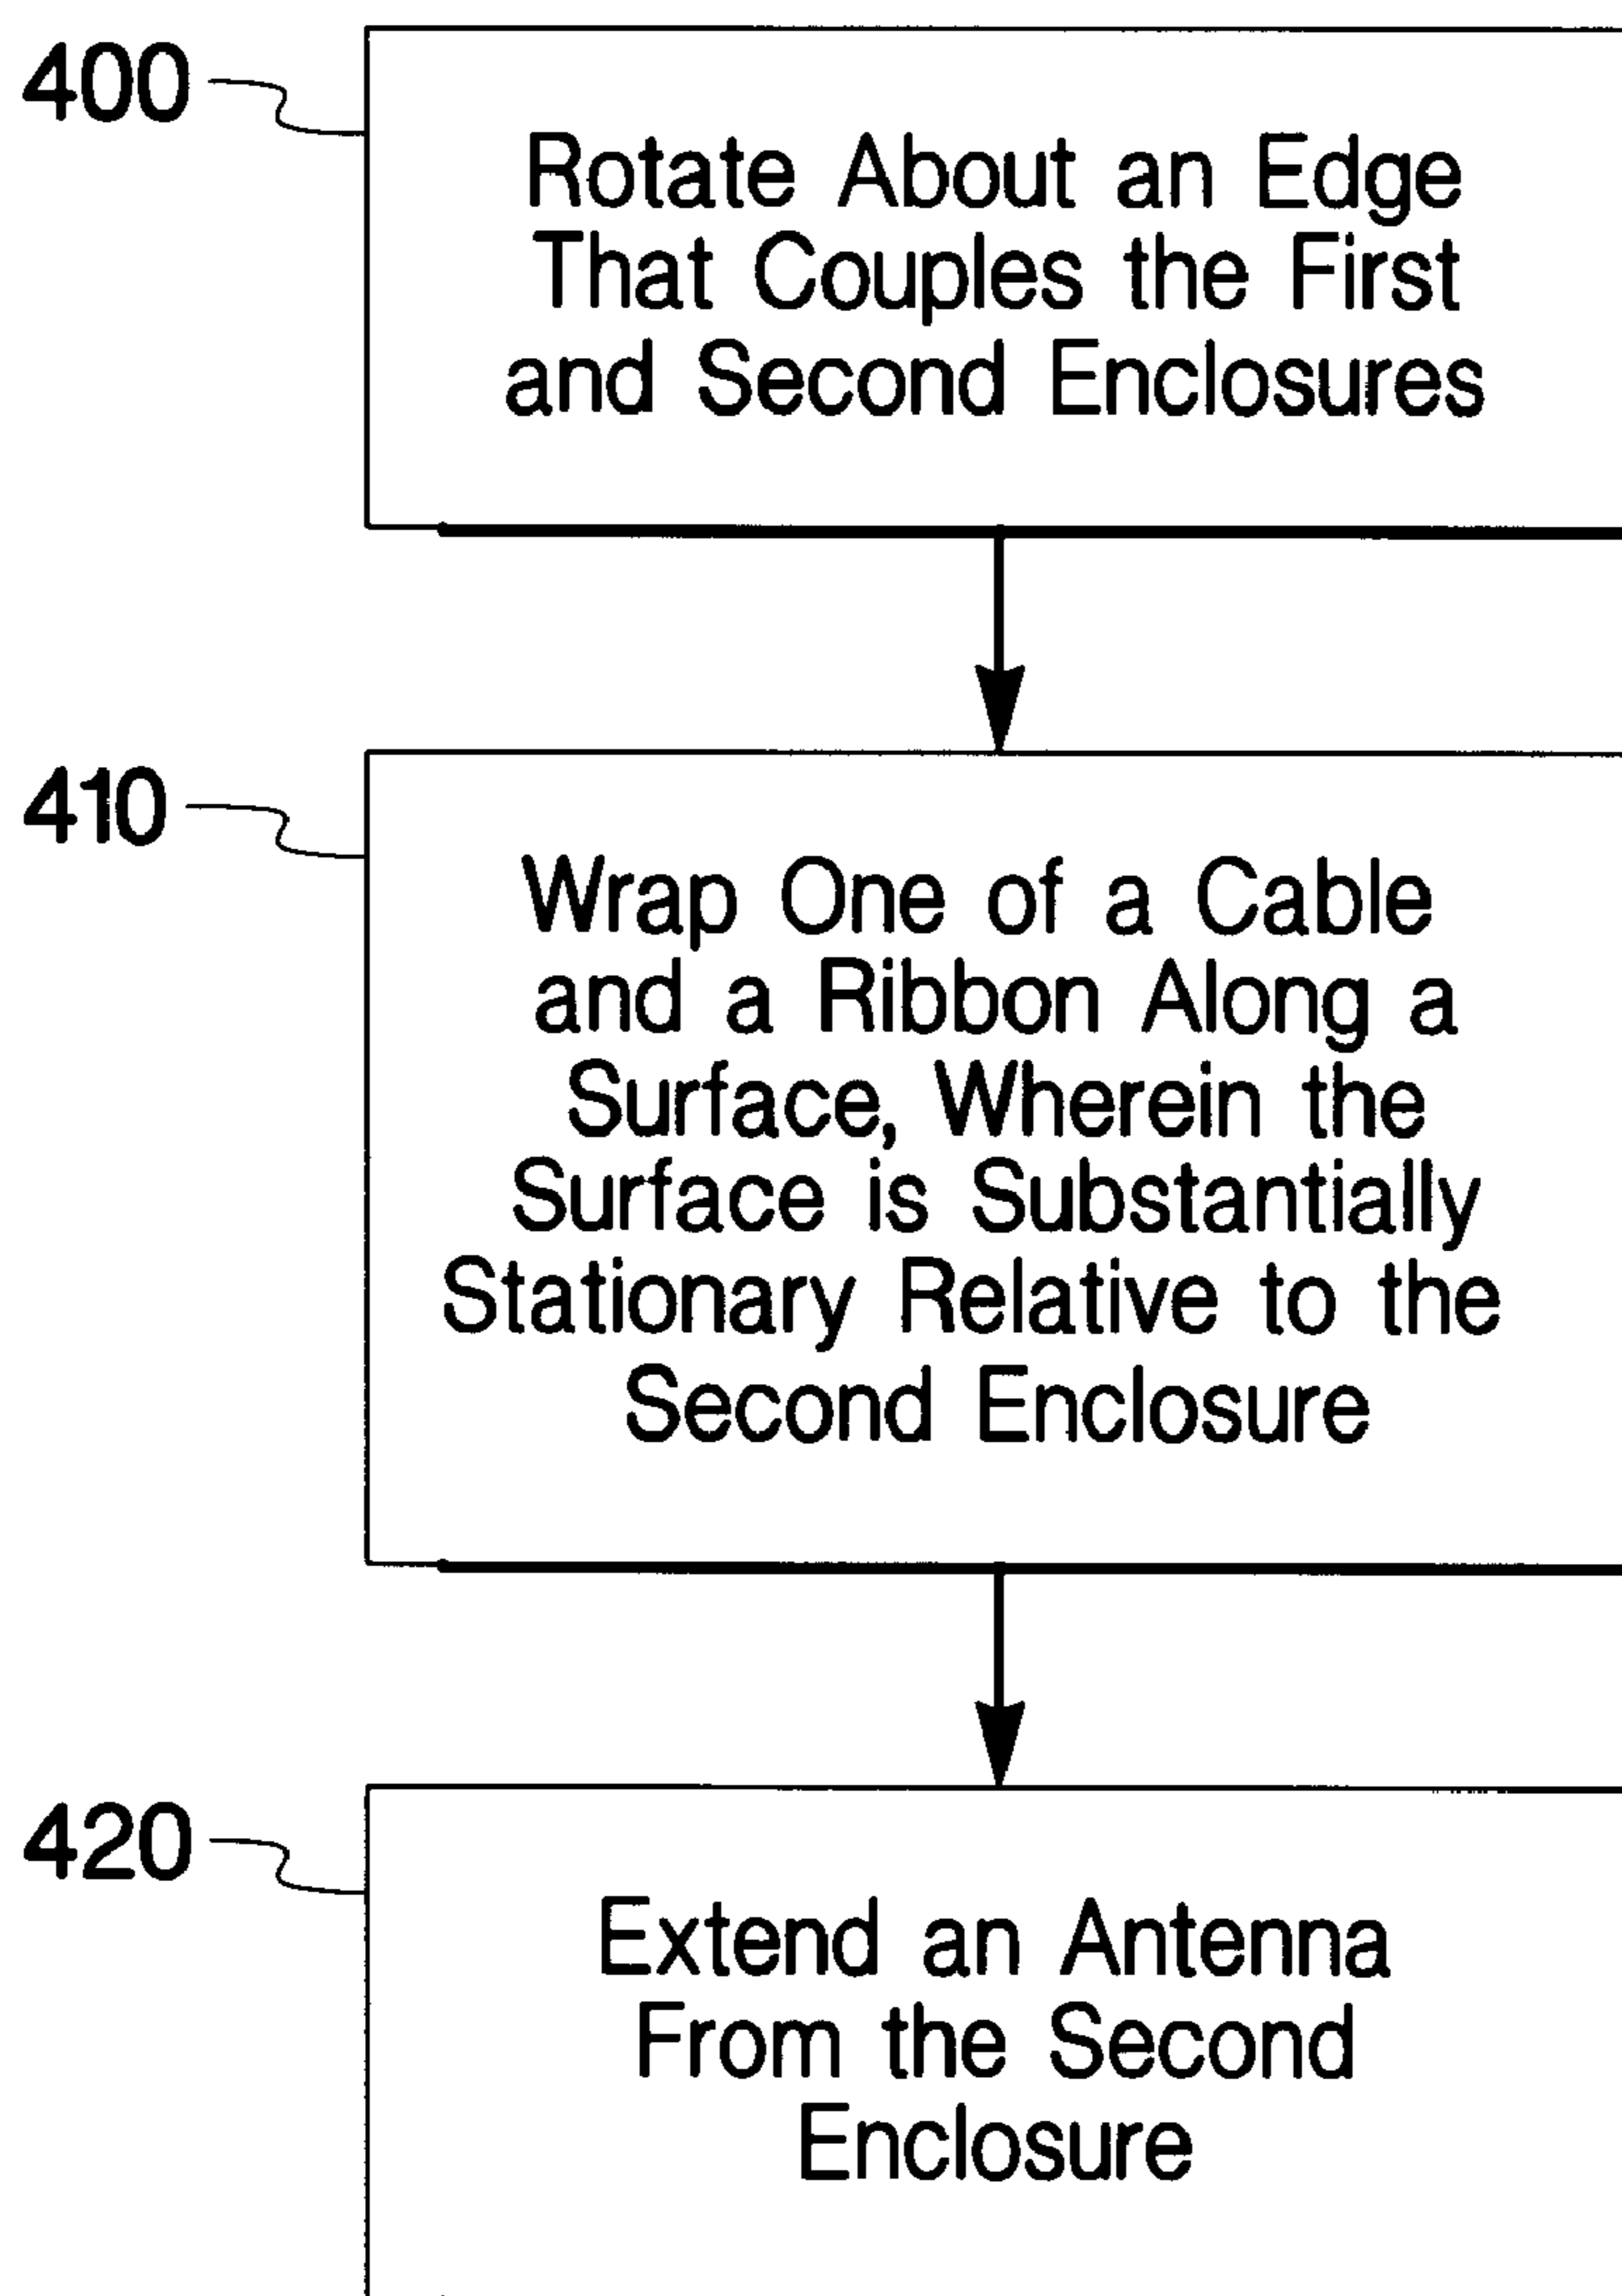 400
Rotate About an Edge
That Couples the First
and Second Enclosures
410
Wrap One of a Cable
and a Ribbon Along a
Surface, Wherein the
Surface is Substantially
Stationary Relative to the
Second Enclosure
420
Extend an Antenna
From the Second
Enclosure